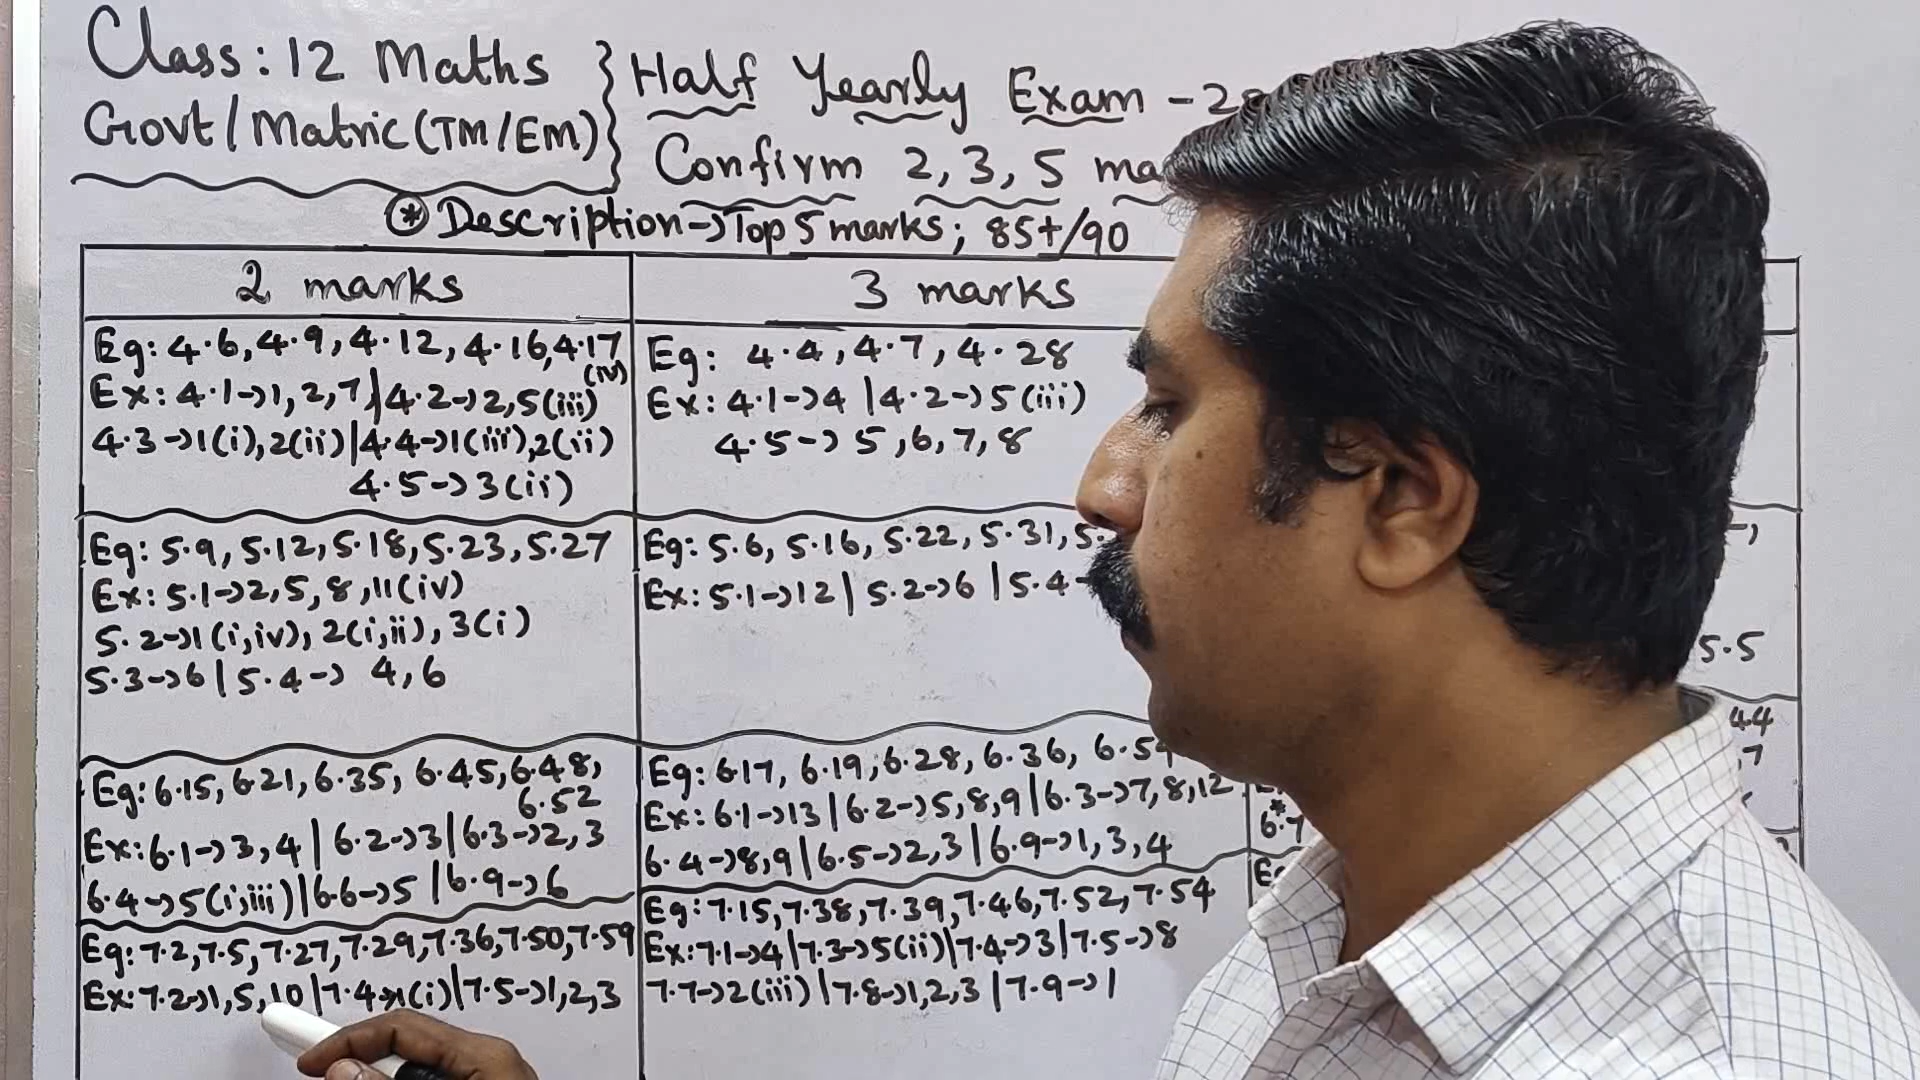 Class: 12 Maths
Govt/Matric(TM/EM)
Half Yearly Exam -
Confirm 2, 3, 5
* Description->Top 5 marks; 85+/90
2 marks
Eg: 4.6, 4.9, 4.12, 4.16, 4.17
(iv)
Ex: 4.1->1, 2, 7 | 4.2->2, 5(iii)
4.3->1(i), 2(ii) | 4.4->1(iii), 2(ii)
4.5->3(ii)
Eg: 5.9, 5.12, 5.18, 5.23, 5.27
Ex: 5.1->2, 5, 8, 11(iv)
5.2->1(i,iv), 2(i,ii), 3(i)
5.3->6 | 5.4-> 4, 6
Eg: 6.15, 6.21, 6.35, 6.45, 6.48,
6.52
Ex: 6.1->3, 4 | 6.2->3 | 6.3->2, 3
6.4->5(i,iii) | 6.6->5 | 6.9->6
Eg: 7.2, 7.5, 7.27, 7.29, 7.36, 7.50, 7.59
Ex: 7.2->1, 5, 10 | 7.4->1(i) | 7.5->1, 2, 3
3 marks
Eg: 4.4, 4.7, 4.28
Ex: 4.1->4 | 4.2->5(iii)
4.5-> 5, 6, 7, 8
Eg: 5.6, 5.16, 5.22, 5.31,
Ex: 5.1->12 | 5.2->6 | 5.4
Eg: 6.17, 6.19, 6.28, 6.36, 6.54
Ex: 6.1->13 | 6.2->5, 8, 9 | 6.3->7, 8, 12
6.4->8, 9 | 6.5->2, 3 | 6.9->1, 3, 4
Eg: 7.15, 7.38, 7.39, 7.46, 7.52, 7.54
Ex: 7.1->4 | 7.3->5(ii) | 7.4->3 | 7.5->8
7.7->2(iii) | 7.8->1, 2, 3 | 7.9->1
5.5